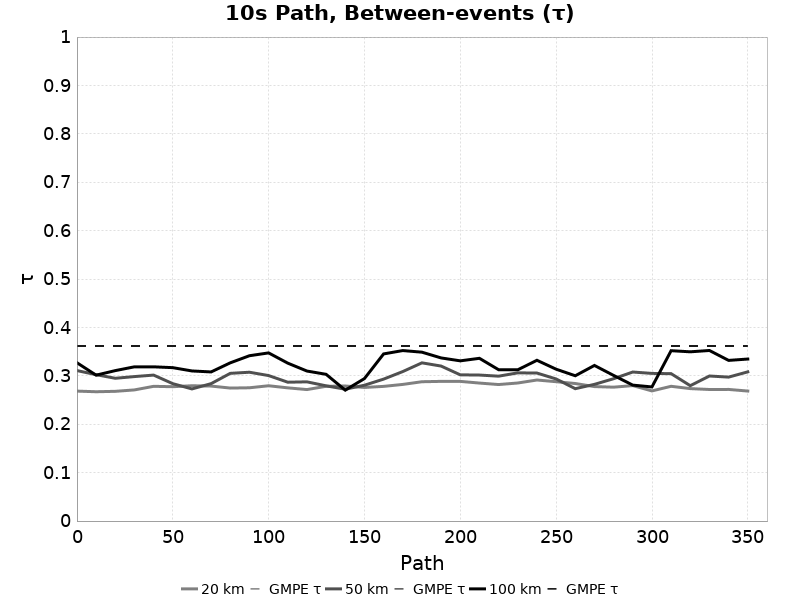 10s Path, Between-events (τ)
1
0.9
0.8
0.7
0.6
0.5
0.4
0.3
0.2
0.1
0
τ
0 50 100 150 200 250 300 350
Path
20 km GMPE τ 50 km GMPE τ 100 km GMPE τ